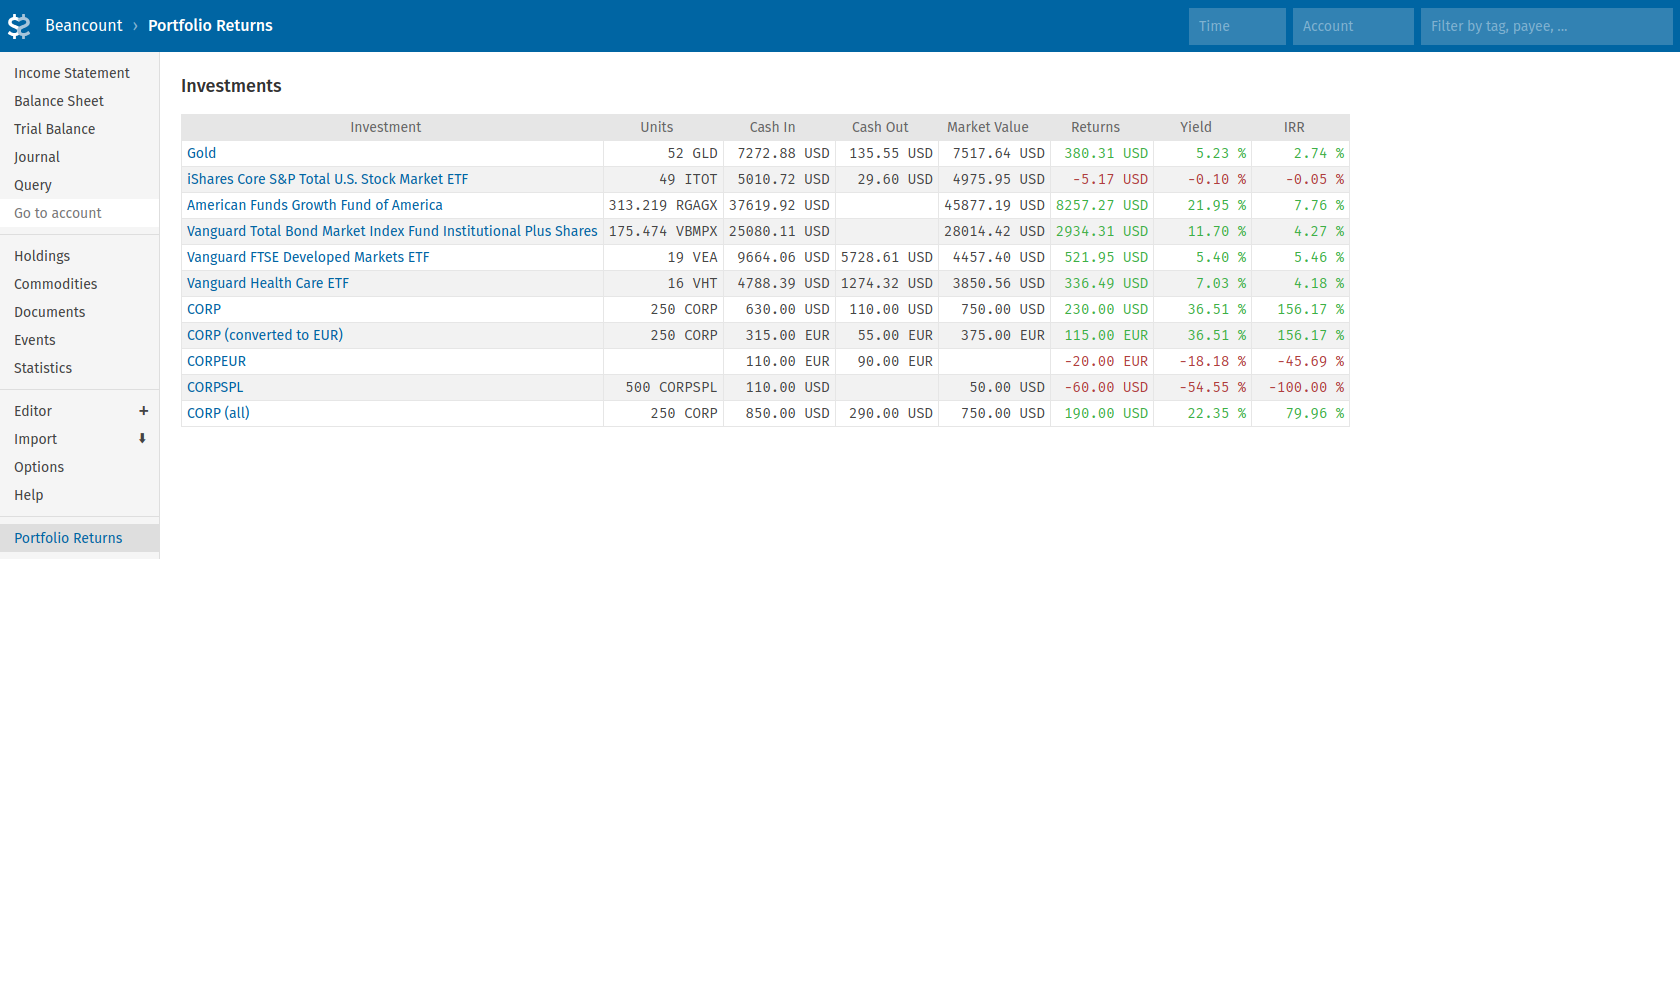 Beancount › Portfolio Returns
Time
Account
Filter by tag, payee, ...
Income Statement
Balance Sheet
Trial Balance
Journal
Query
Go to account
Holdings
Commodities
Documents
Events
Statistics
Editor +
Import ⬇
Options
Help
Portfolio Returns
Investments
Investment Units Cash In Cash Out Market Value Returns Yield IRR
Gold 52 GLD 7272.88 USD 135.55 USD 7517.64 USD 380.31 USD 5.23 % 2.74 %
iShares Core S&P Total U.S. Stock Market ETF 49 ITOT 5010.72 USD 29.60 USD 4975.95 USD -5.17 USD -0.10 % -0.05 %
American Funds Growth Fund of America 313.219 RGAGX 37619.92 USD 45877.19 USD 8257.27 USD 21.95 % 7.76 %
Vanguard Total Bond Market Index Fund Institutional Plus Shares 175.474 VBMPX 25080.11 USD 28014.42 USD 2934.31 USD 11.70 % 4.27 %
Vanguard FTSE Developed Markets ETF 19 VEA 9664.06 USD 5728.61 USD 4457.40 USD 521.95 USD 5.40 % 5.46 %
Vanguard Health Care ETF 16 VHT 4788.39 USD 1274.32 USD 3850.56 USD 336.49 USD 7.03 % 4.18 %
CORP 250 CORP 630.00 USD 110.00 USD 750.00 USD 230.00 USD 36.51 % 156.17 %
CORP (converted to EUR) 250 CORP 315.00 EUR 55.00 EUR 375.00 EUR 115.00 EUR 36.51 % 156.17 %
CORPEUR 110.00 EUR 90.00 EUR -20.00 EUR -18.18 % -45.69 %
CORPSPL 500 CORPSPL 110.00 USD 50.00 USD -60.00 USD -54.55 % -100.00 %
CORP (all) 250 CORP 850.00 USD 290.00 USD 750.00 USD 190.00 USD 22.35 % 79.96 %